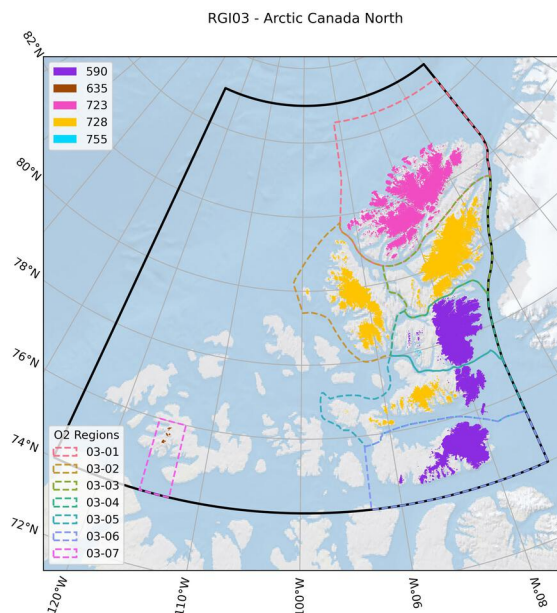 RGI03 - Arctic Canada North
82°N
80°N
78°N
76°N
74°N
72°N
590
635
723
728
755
O2 Regions
03-01
03-02
03-03
03-04
03-05
03-06
03-07
120°W
110°W
100°W
90°W
80°W